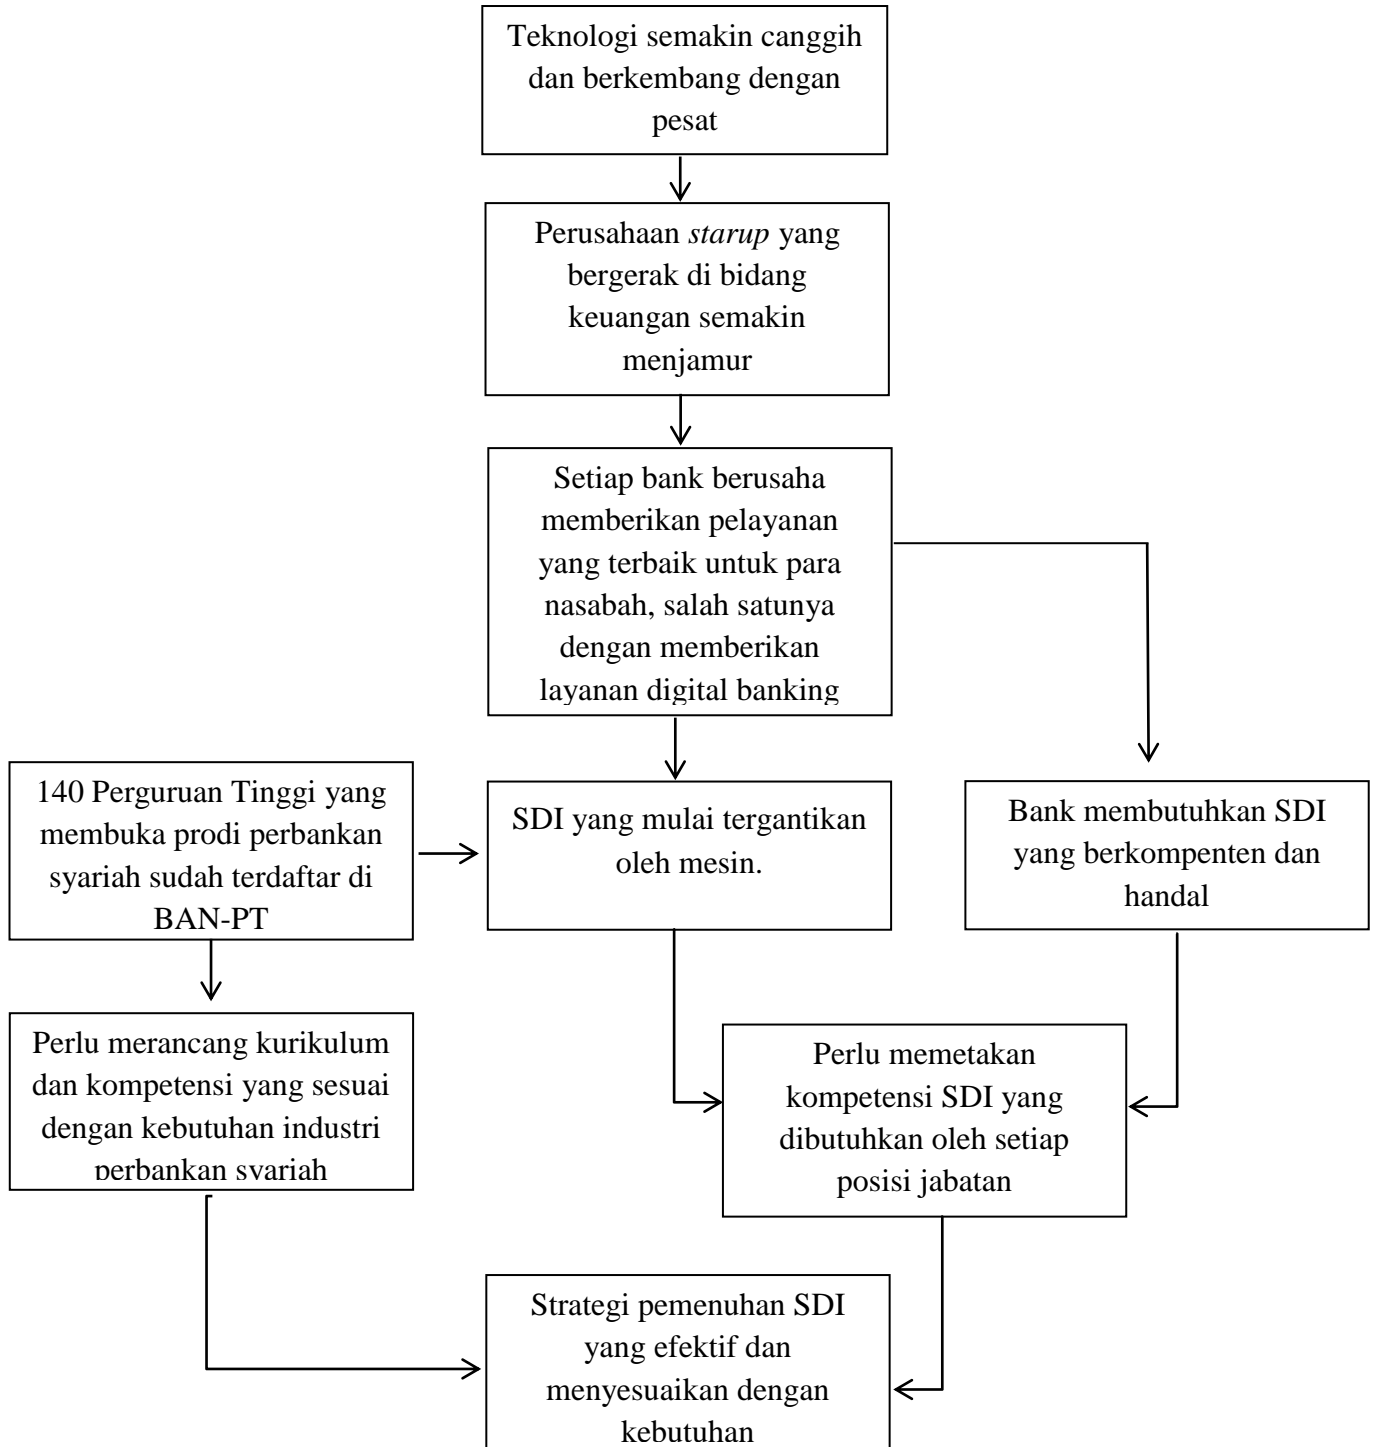 Teknologi semakin canggih
dan berkembang dengan
pesat
Perusahaan starup yang
bergerak di bidang
keuangan semakin
menjamur
Setiap bank berusaha
memberikan pelayanan
yang terbaik untuk para
nasabah, salah satunya
dengan memberikan
layanan digital banking
140 Perguruan Tinggi yang
membuka prodi perbankan
syariah sudah terdaftar di
BAN-PT
SDI yang mulai tergantikan
oleh mesin.
Bank membutuhkan SDI
yang berkompenten dan
handal
Perlu merancang kurikulum
dan kompetensi yang sesuai
dengan kebutuhan industri
perbankan syariah
Perlu memetakan
kompetensi SDI yang
dibutuhkan oleh setiap
posisi jabatan
Strategi pemenuhan SDI
yang efektif dan
menyesuaikan dengan
kebutuhan